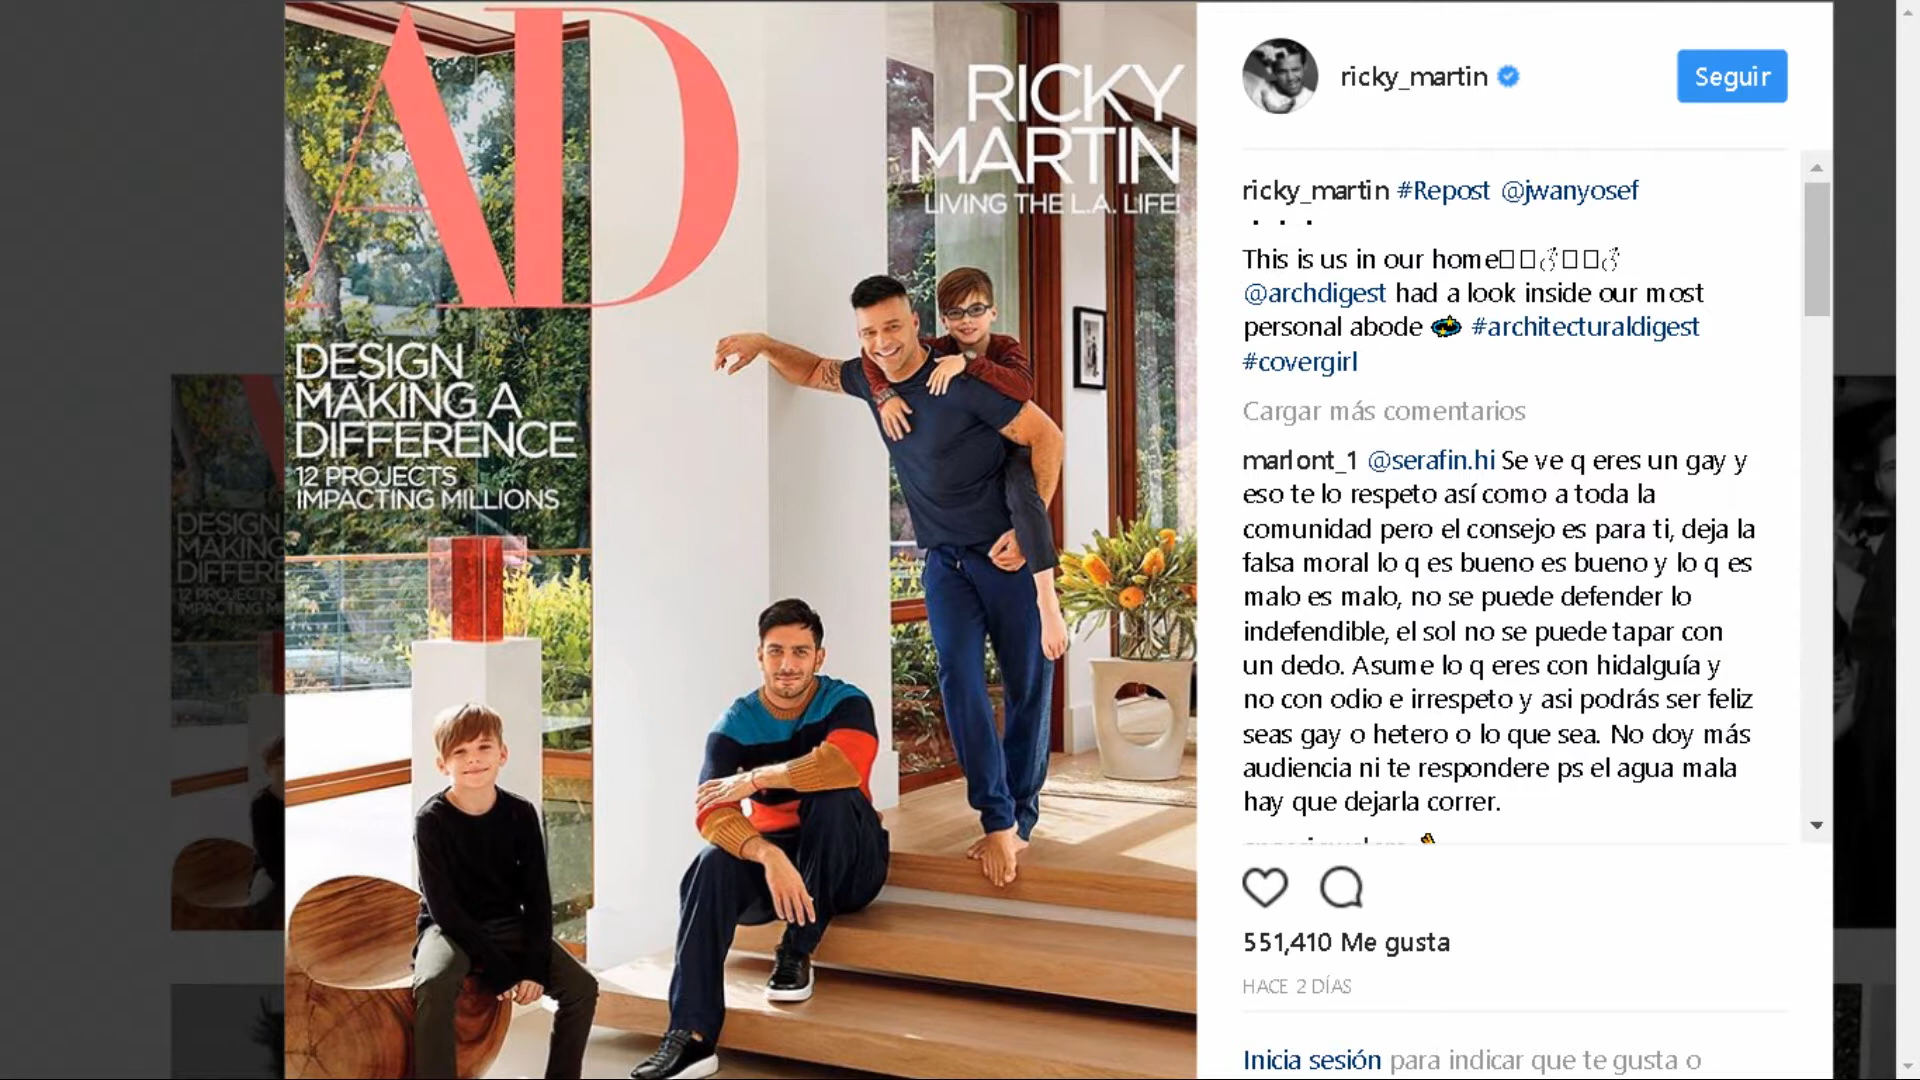 AD
RICKY
MARTIN
LIVING THE L.A. LIFE!
DESIGN
MAKING A
DIFFERENCE
12 PROJECTS
IMPACTING MILLIONS
DESIGN
MAKING
DIFFERE
12 PROJECTS
IMPACTING MI
ricky_martin
Seguir
ricky_martin #Repost @jwanyosef
· · ·
This is us in our home
@archdigest had a look inside our most
personal abode 💫 #architecturaldigest
#covergirl
Cargar más comentarios
marlont_1 @serafin.hi Se ve q eres un gay y
eso te lo respeto así como a toda la
comunidad pero el consejo es para ti, deja la
falsa moral lo q es bueno es bueno y lo q es
malo es malo, no se puede defender lo
indefendible, el sol no se puede tapar con
un dedo. Asume lo q eres con hidalguía y
no con odio e irrespeto y asi podrás ser feliz
seas gay o hetero o lo que sea. No doy más
audiencia ni te respondere ps el agua mala
hay que dejarla correr.
551,410 Me gusta
HACE 2 DÍAS
Inicia sesión para indicar que te gusta o